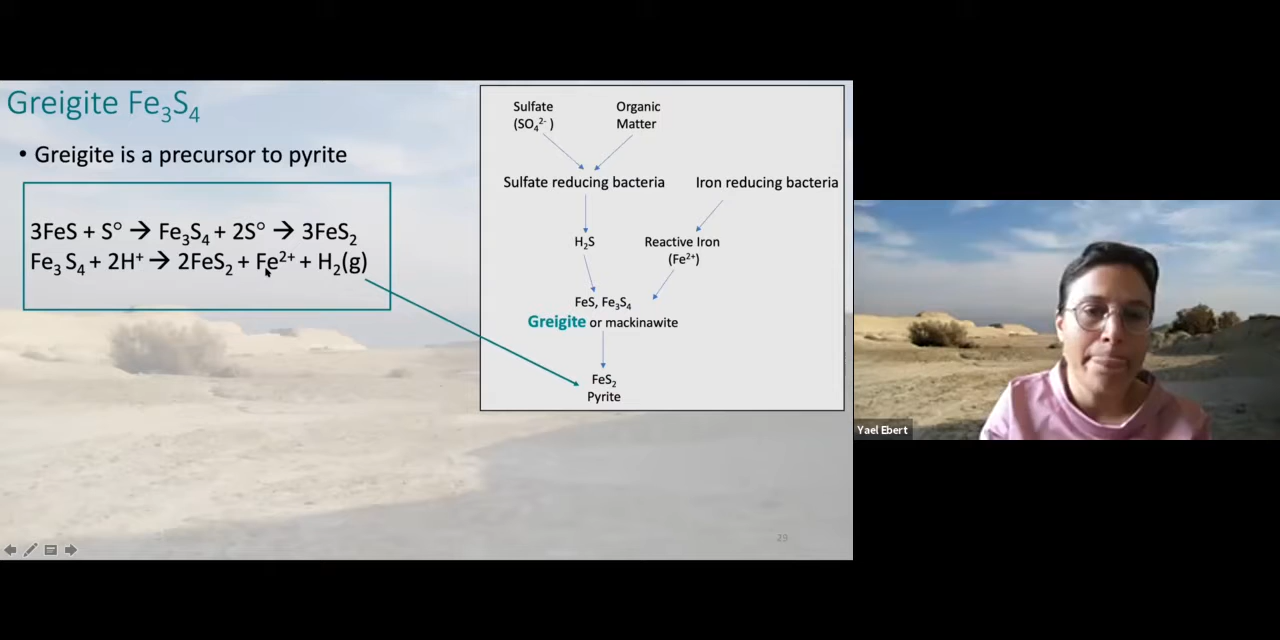 Greigite Fe₃S₄
• Greigite is a precursor to pyrite
3FeS + S° → Fe₃S₄ + 2S° → 3FeS₂
Fe₃ S₄ + 2H⁺ → 2FeS₂ + Fe²⁺ + H₂(g)
Sulfate
(SO₄²⁻ )
Organic
Matter
Sulfate reducing bacteria
Iron reducing bacteria
H₂S
Reactive Iron
(Fe²⁺)
FeS, Fe₃S₄
Greigite or mackinawite
FeS₂
Pyrite
29
Yael Ebert